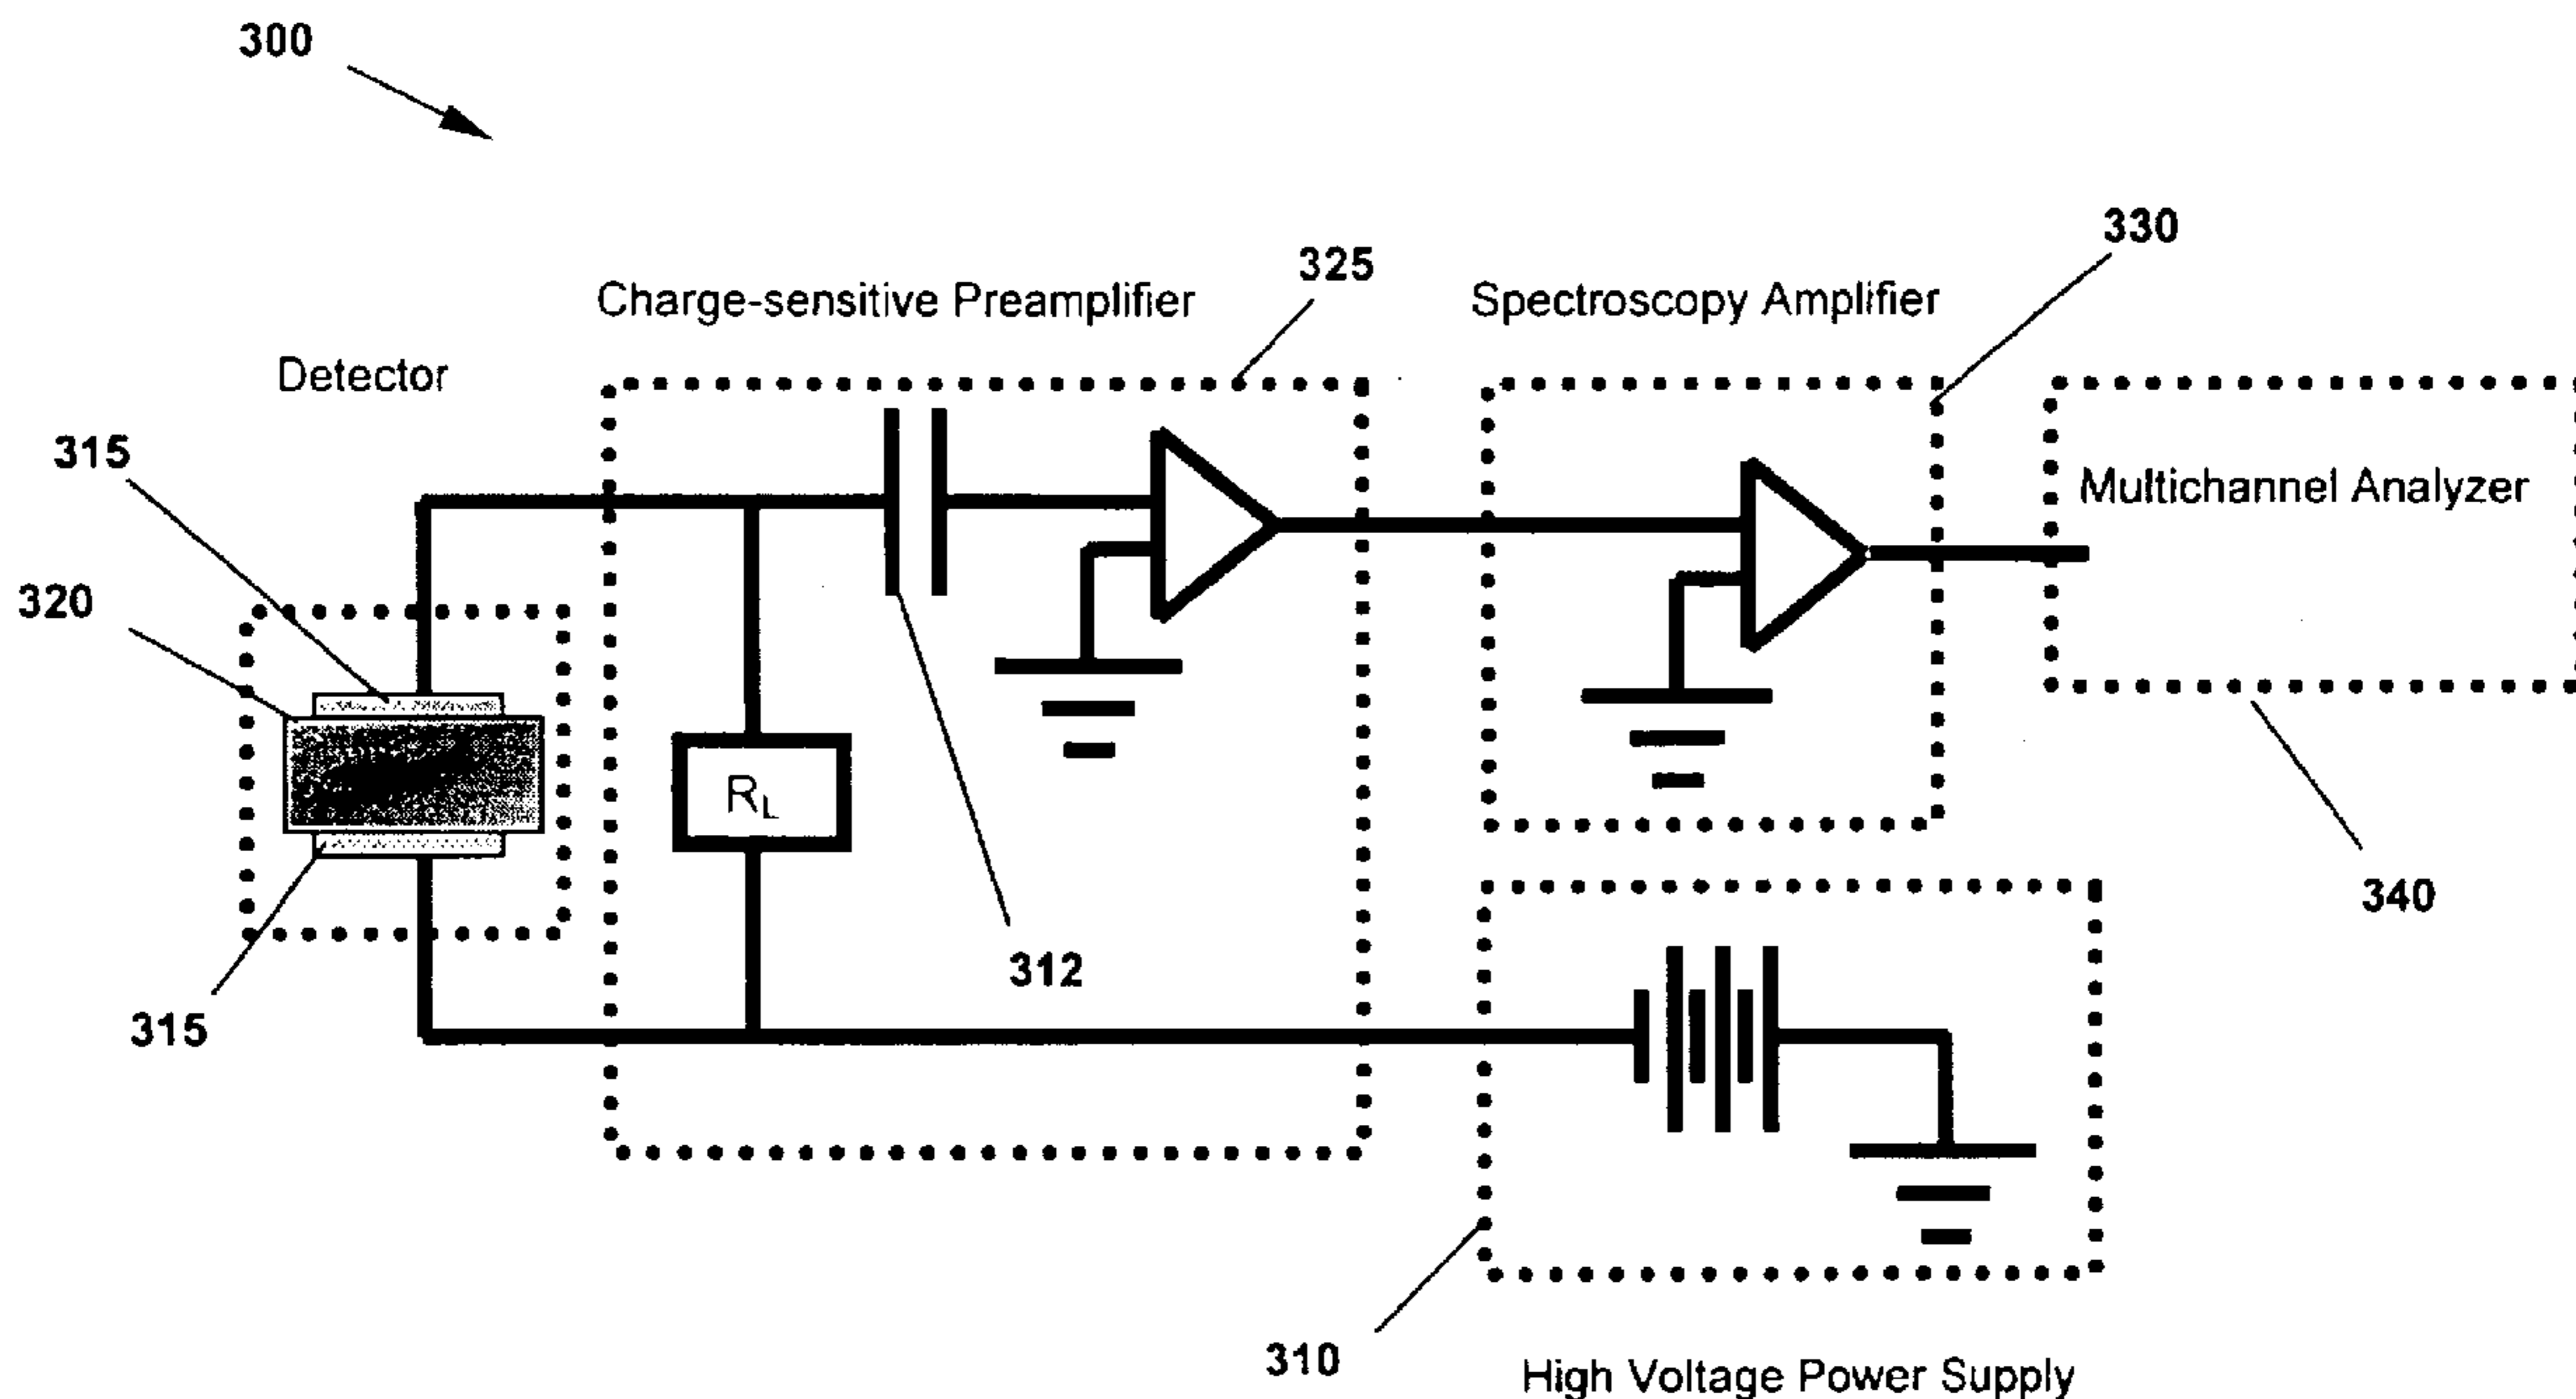 300
330
325
Charge-sensitive Preamplifier
Spectroscopy Amplifier
Detector
315
Multichannel Analyzer
320
RL
340
312
315
310
High Voltage Power Supply